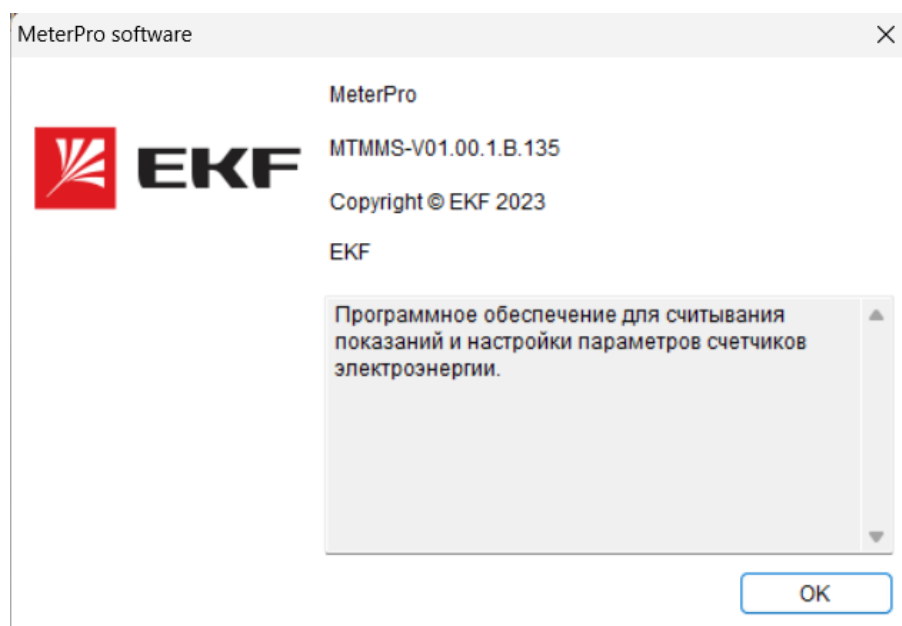 MeterPro software
MeterPro
EKF
MTMMS-V01.00.1.B.135
Copyright © EKF 2023
EKF
Программное обеспечение для считывания
показаний и настройки параметров счетчиков
электроэнергии.
OK